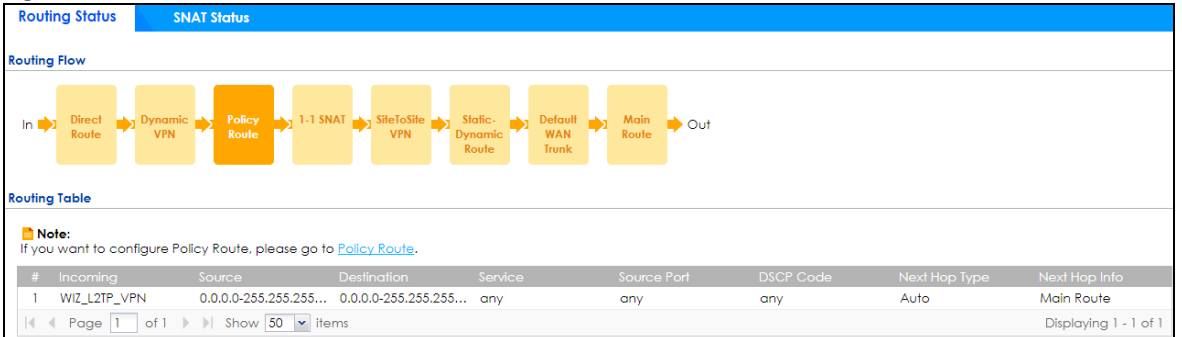 Routing Status SNAT Status
Routing Flow
In Direct Route Dynamic VPN Policy Route 1-1 SNAT SiteToSite VPN Static-Dynamic Route Default WAN Trunk Main Route Out
Routing Table
Note:
If you want to configure Policy Route, please go to Policy Route.
# Incoming Source Destination Service Source Port DSCP Code Next Hop Type Next Hop Info
1 WIZ_L2TP_VPN 0.0.0.0-255.255.255... 0.0.0.0-255.255.255... any any any Auto Main Route
Page 1 of 1 Show 50 items Displaying 1 - 1 of 1